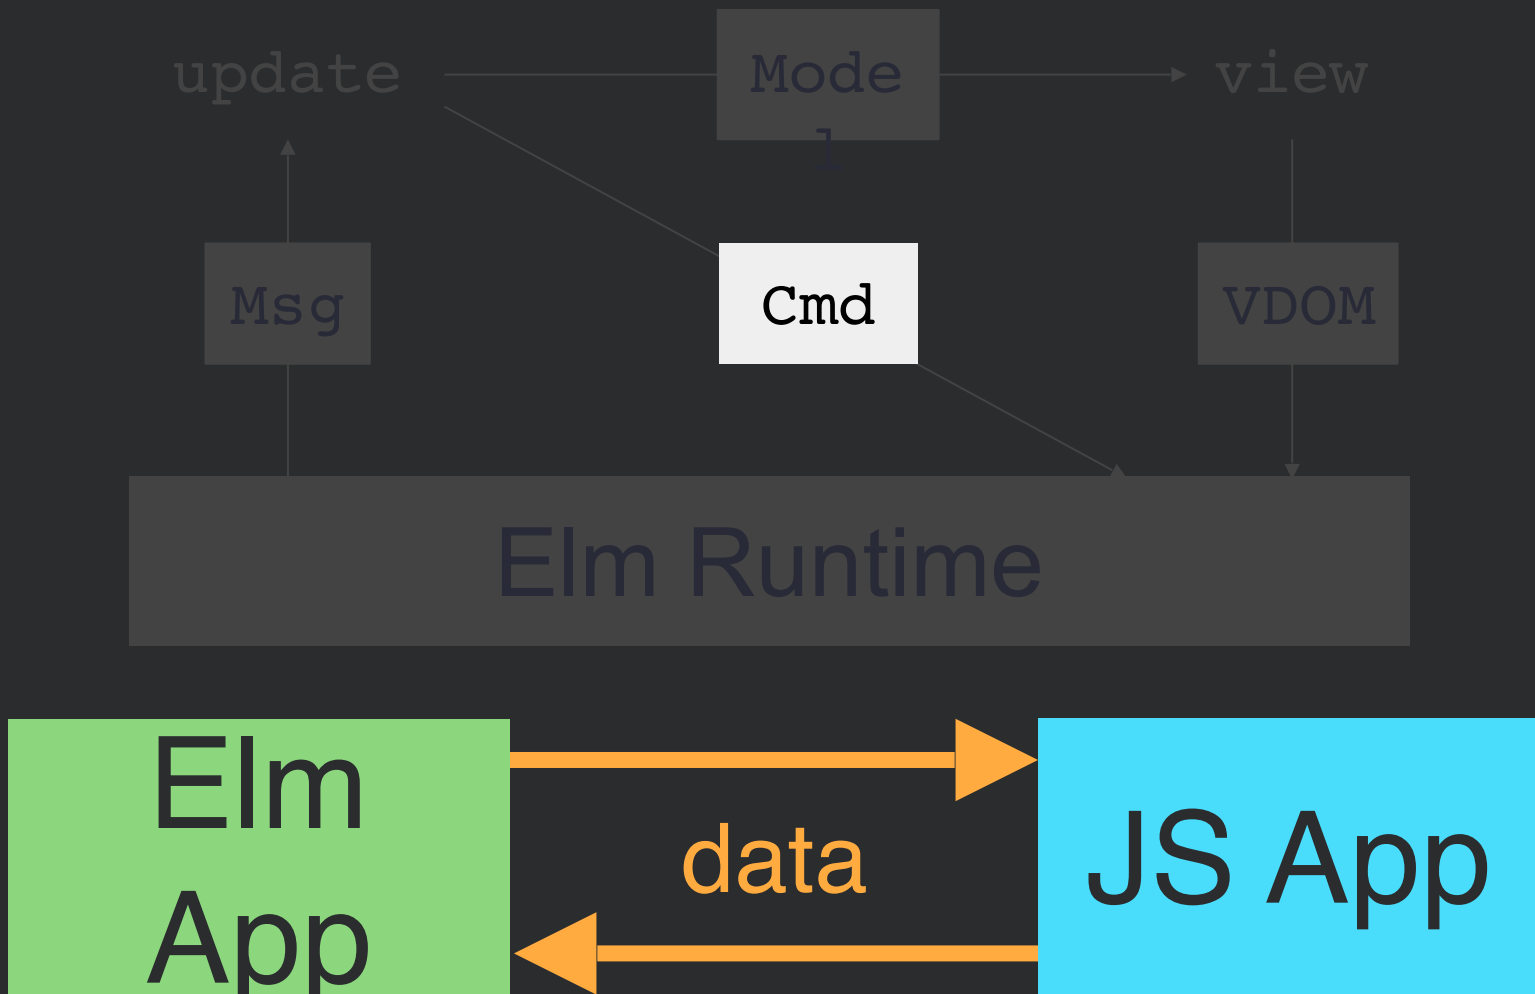 update
Mode
l
view
Msg
Cmd
VDOM
Elm Runtime
Elm
App
data
JS App